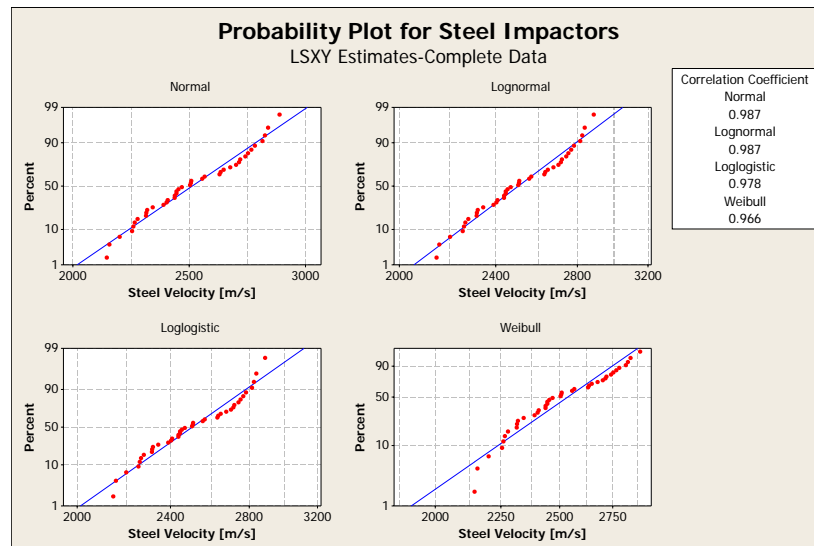 Probability Plot for Steel Impactors
LSXY Estimates-Complete Data
Correlation Coefficient
Normal
0.987
Lognormal
0.987
Loglogistic
0.978
Weibull
0.966
Normal
Percent
99
90
50
10
1
2000 2500 3000
Steel Velocity [m/s]
Lognormal
Percent
99
90
50
10
1
2000 2400 2800 3200
Steel Velocity [m/s]
Loglogistic
Percent
99
90
50
10
1
2000 2400 2800 3200
Steel Velocity [m/s]
Weibull
Percent
90
50
10
1
2000 2250 2500 2750
Steel Velocity [m/s]